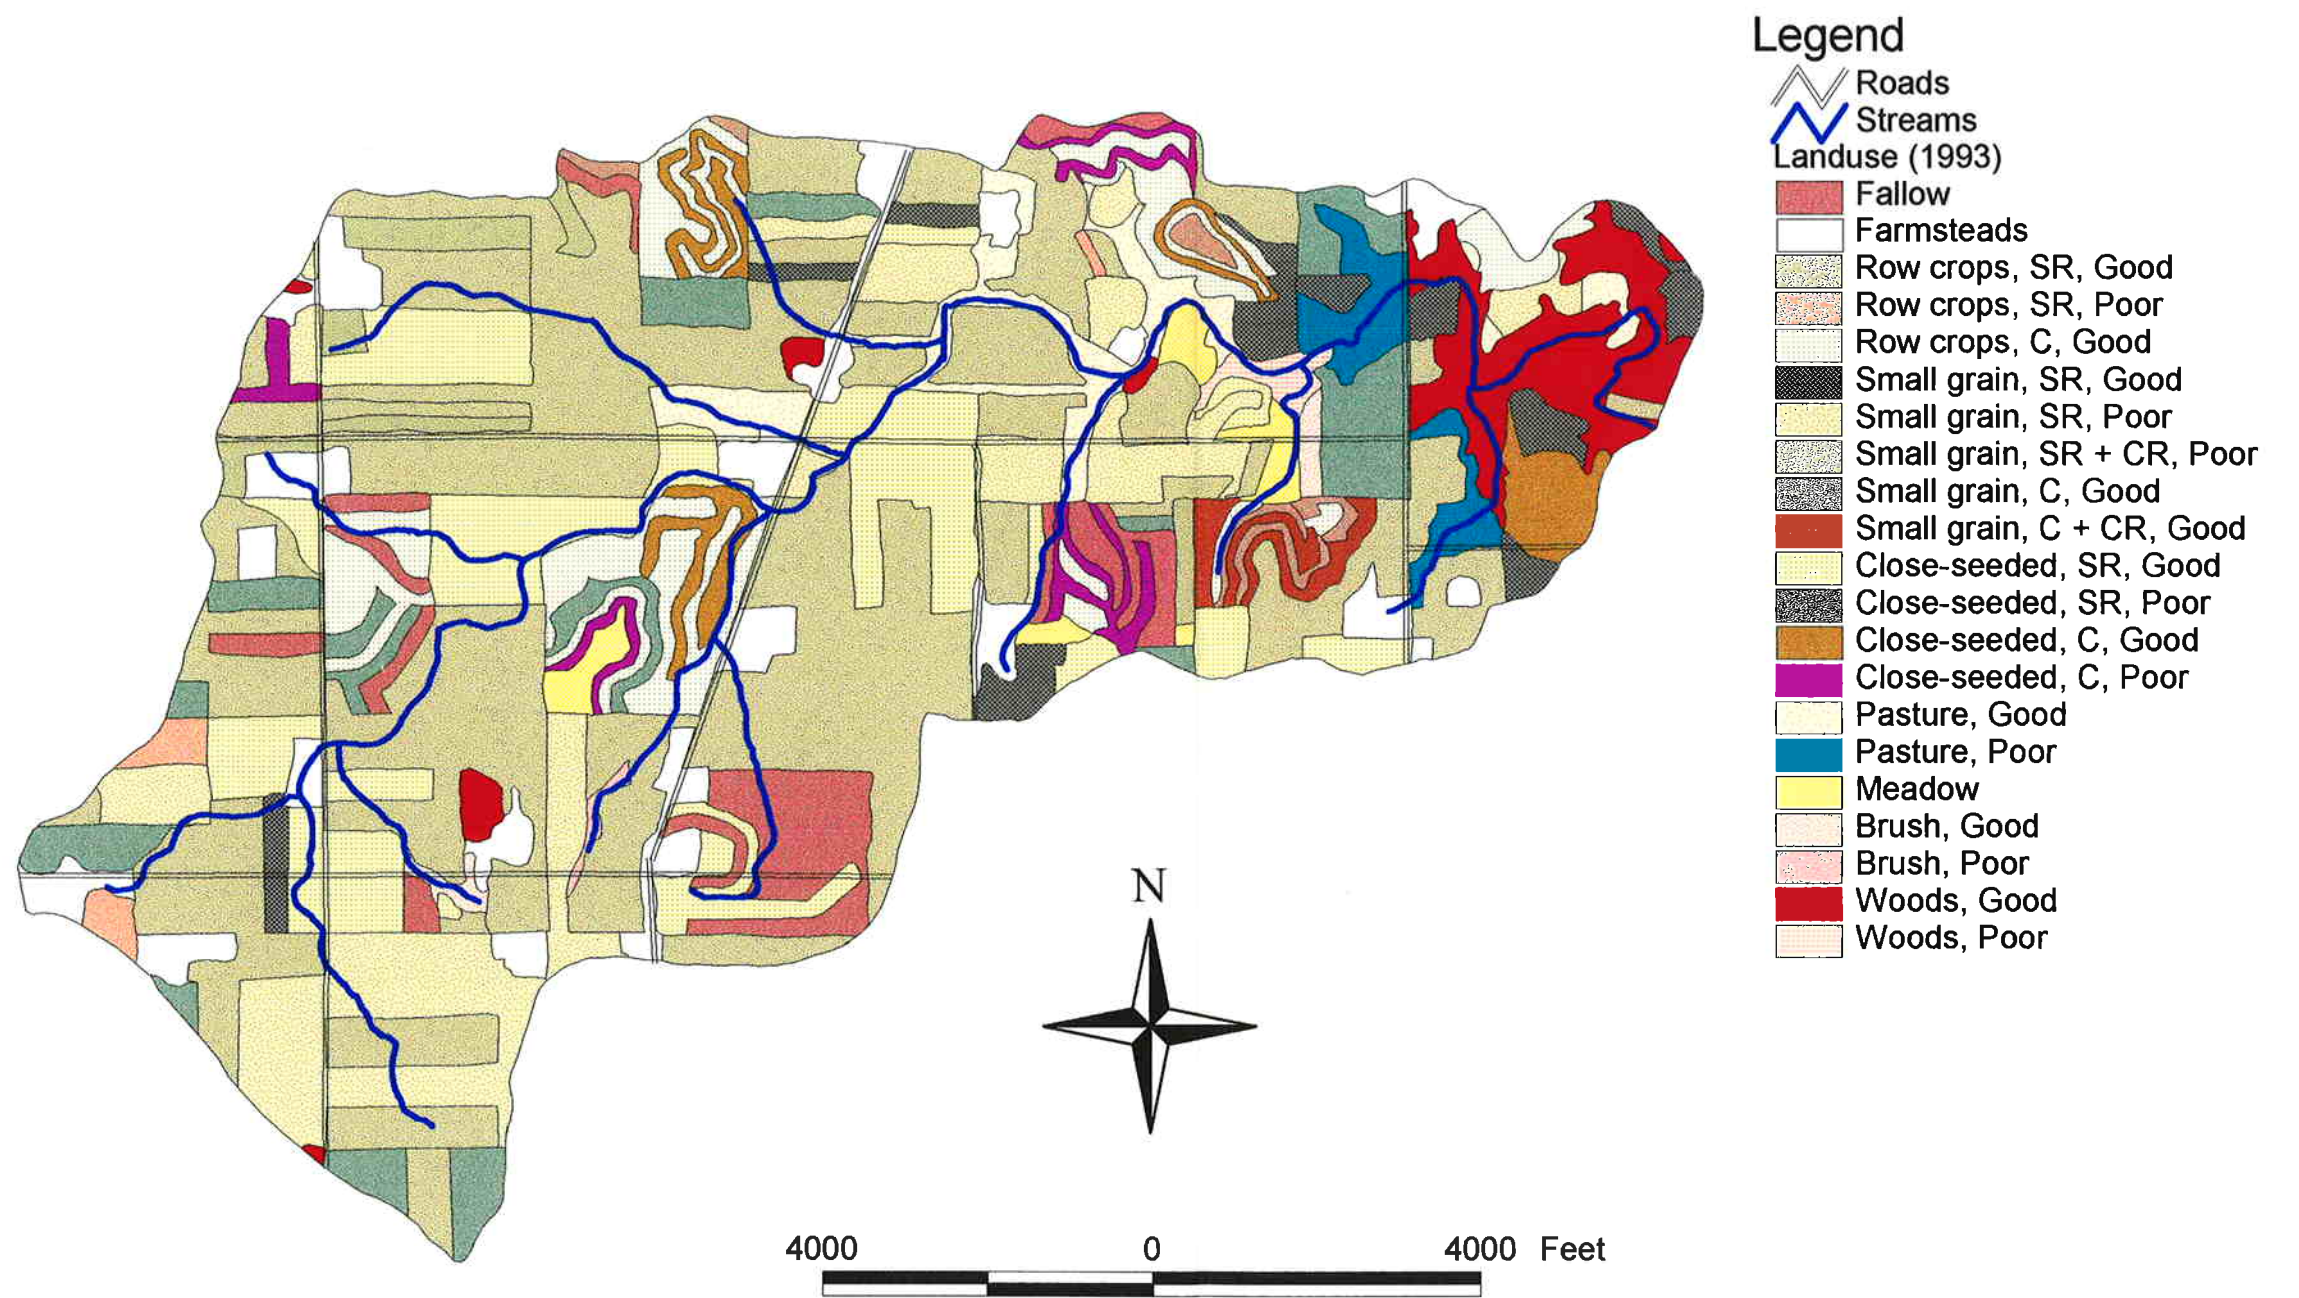 Legend
Roads
Streams
Landuse (1993)
Fallow
Farmsteads
Row crops, SR, Good
Row crops, SR, Poor
Row crops, C, Good
Small grain, SR, Good
Small grain, SR, Poor
Small grain, SR + CR, Poor
Small grain, C, Good
Small grain, C + CR, Good
Close-seeded, SR, Good
Close-seeded, SR, Poor
Close-seeded, C, Good
Close-seeded, C, Poor
Pasture, Good
Pasture, Poor
Meadow
Brush, Good
Brush, Poor
Woods, Good
Woods, Poor
N
4000 0 4000 Feet